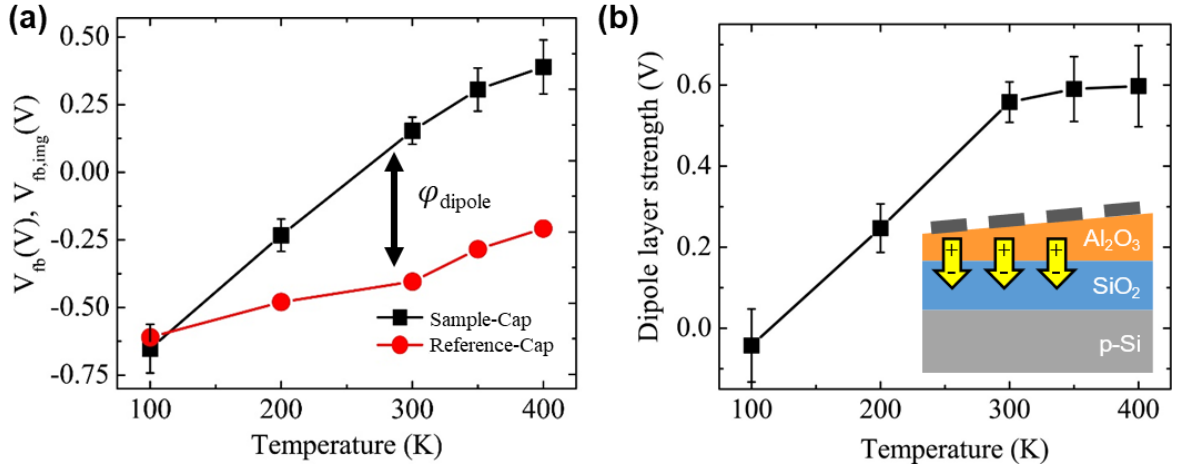 (a)
V_fb(V), V_fb,img(V)
0.50
0.25
0.00
-0.25
-0.50
-0.75
φ_dipole
Sample-Cap
Reference-Cap
100 200 300 400
Temperature (K)
(b)
Dipole layer strength (V)
0.6
0.4
0.2
0.0
+ + +
- - -
Al₂O₃
SiO₂
p-Si
100 200 300 400
Temperature (K)